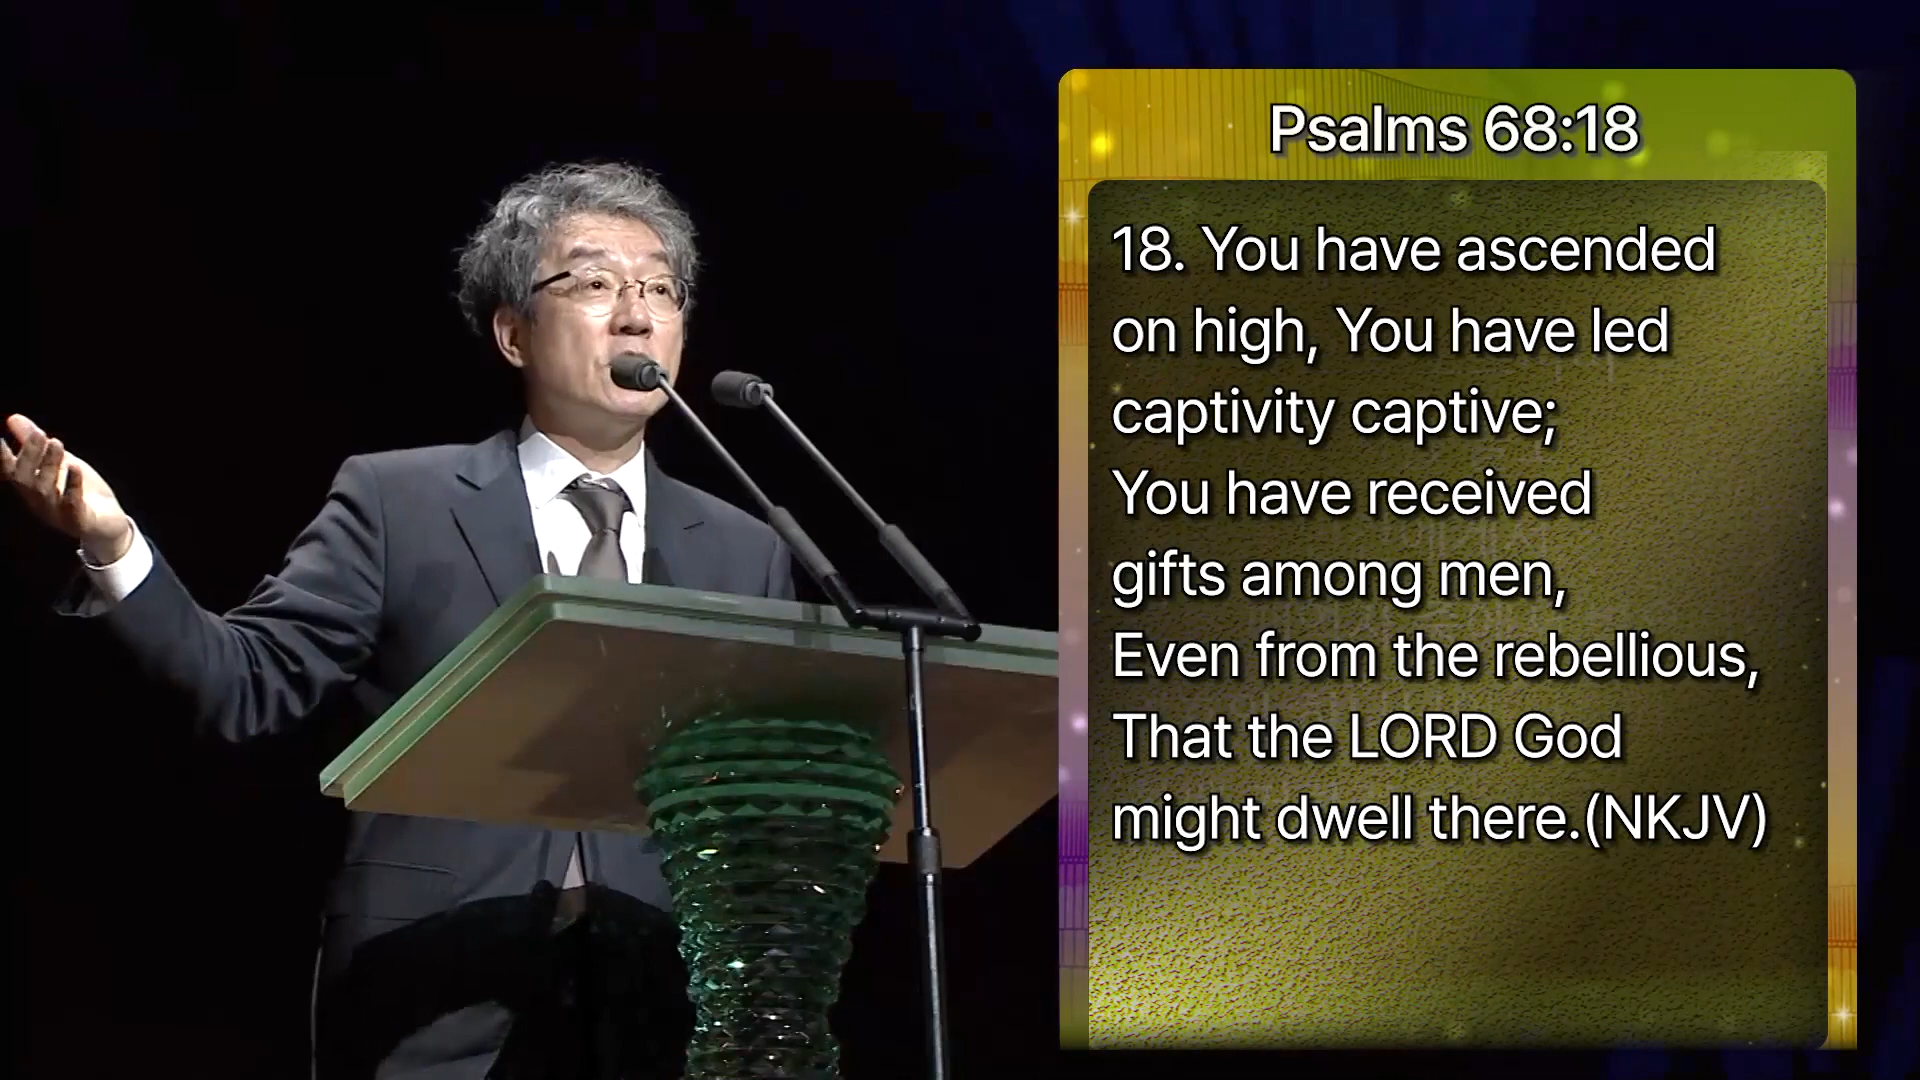 Psalms 68:18
18. You have ascended
on high, You have led
captivity captive;
You have received
gifts among men,
Even from the rebellious,
That the LORD God
might dwell there.(NKJV)